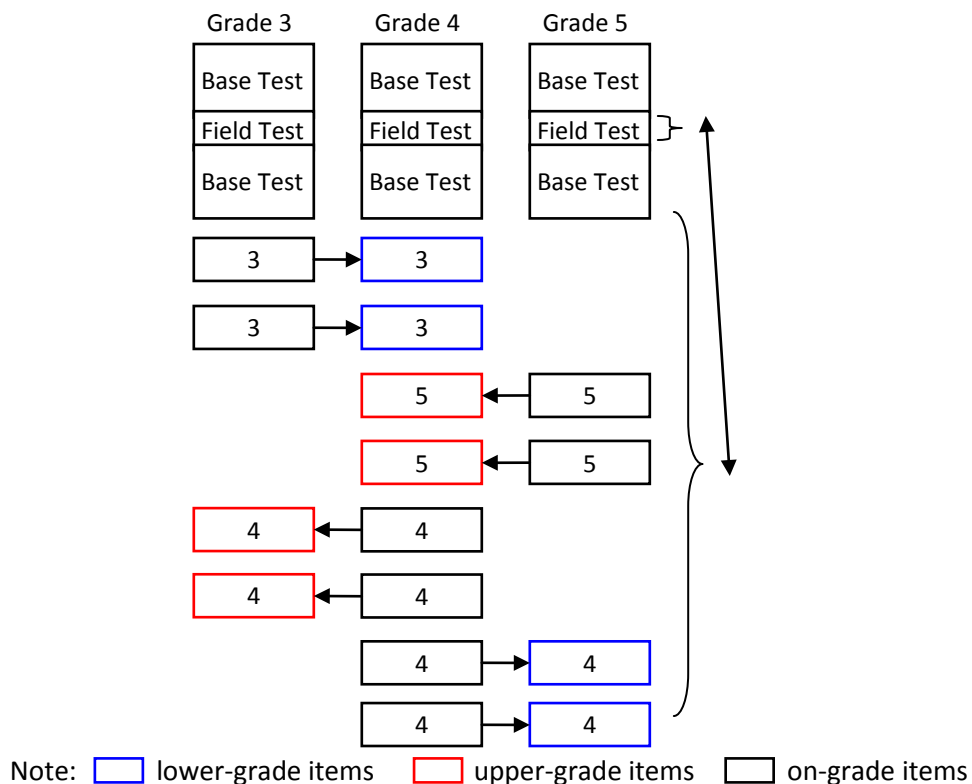 Grade 3 Grade 4 Grade 5
Base Test Base Test Base Test
Field Test Field Test Field Test
Base Test Base Test Base Test
3 3
3 3
5 5
5 5
4 4
4 4
4 4
4 4
Note: lower-grade items upper-grade items on-grade items